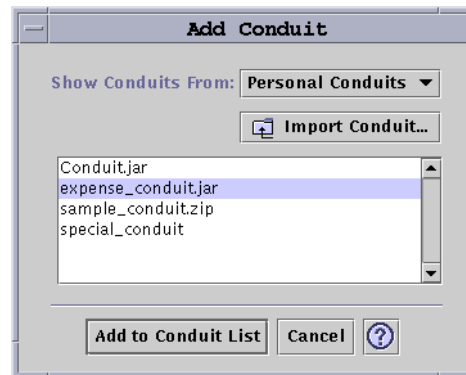 Add Conduit
Show Conduits From: Personal Conduits
Import Conduit...
Conduit.jar
expense_conduit.jar
sample_conduit.zip
special_conduit
Add to Conduit List Cancel ?